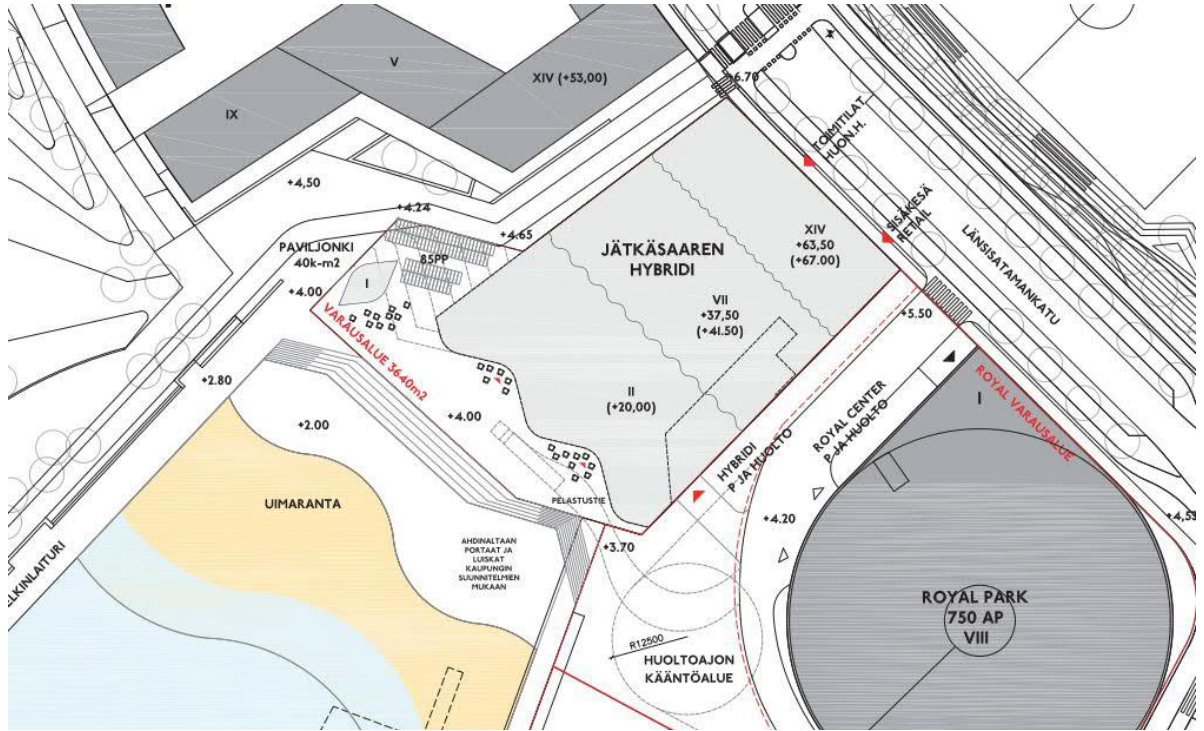 V
XIV (+53,00)
IX
+6.70
TOIMITILAT
HUON.H.
SISÄKESÄ
RETAIL
LÄNSISATAMANKATU
+4,50
+4.24
+4.65
PAVILJONKI
40k-m2
85PP
I
+4.00
VARAUSALUE 3640m2
JÄTKÄSAAREN
HYBRIDI
XIV
+63,50
(+67.00)
VII
+37,50
(+41.50)
II
(+20,00)
+5.50
+2.80
+2.00
+4.00
I
ROYAL VARAUSALUE
ROYAL CENTER
P JA HUOLTO
HYBRIDI
P JA HUOLTO
UIMARANTA
PELASTUSTIE
+4.20
+4,53
+3.70
AHDINALTAAN
PORTAAT JA
LUISKAT
KAUPUNGIN
SUUNNITELMIEN
MUKAAN
LKINLAITURI
ROYAL PARK
750 AP
VIII
R12500
HUOLTOAJON
KÄÄNTÖALUE